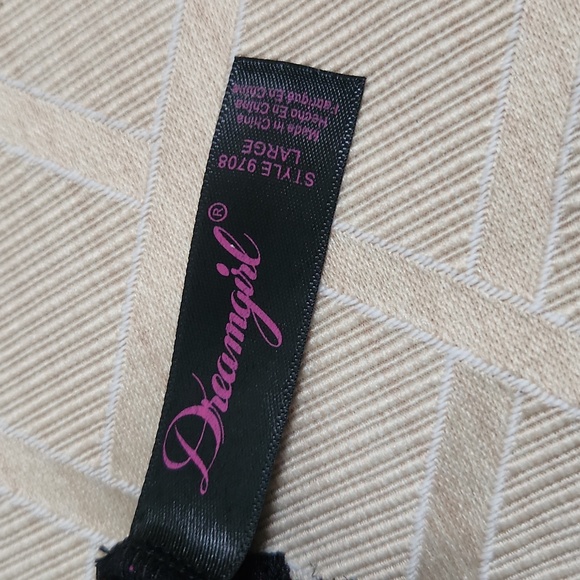 Dreamgirl®
STYLE 9708
LARGE
Made in China
Hecho En China
Fabriqué En Chine